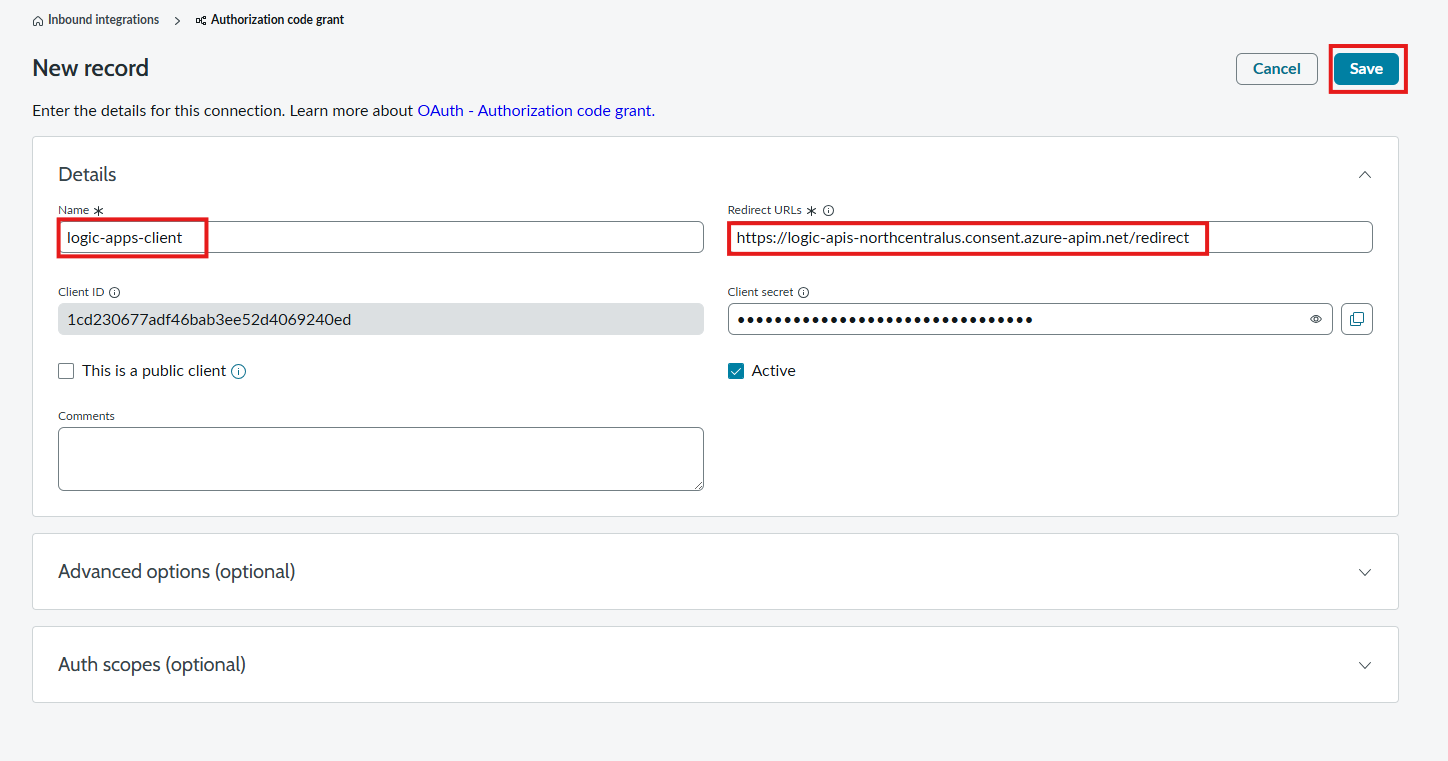 Inbound integrations > Authorization code grant
New record
Cancel
Save
Enter the details for this connection. Learn more about OAuth - Authorization code grant.
Details
Name *
Redirect URLs *
logic-apps-client
https://logic-apis-northcentralus.consent.azure-apim.net/redirect
Client ID
Client secret
1cd230677adf46bab3ee52d4069240ed
••••••••••••••••••••••••••••••••
This is a public client
Active
Comments
Advanced options (optional)
Auth scopes (optional)